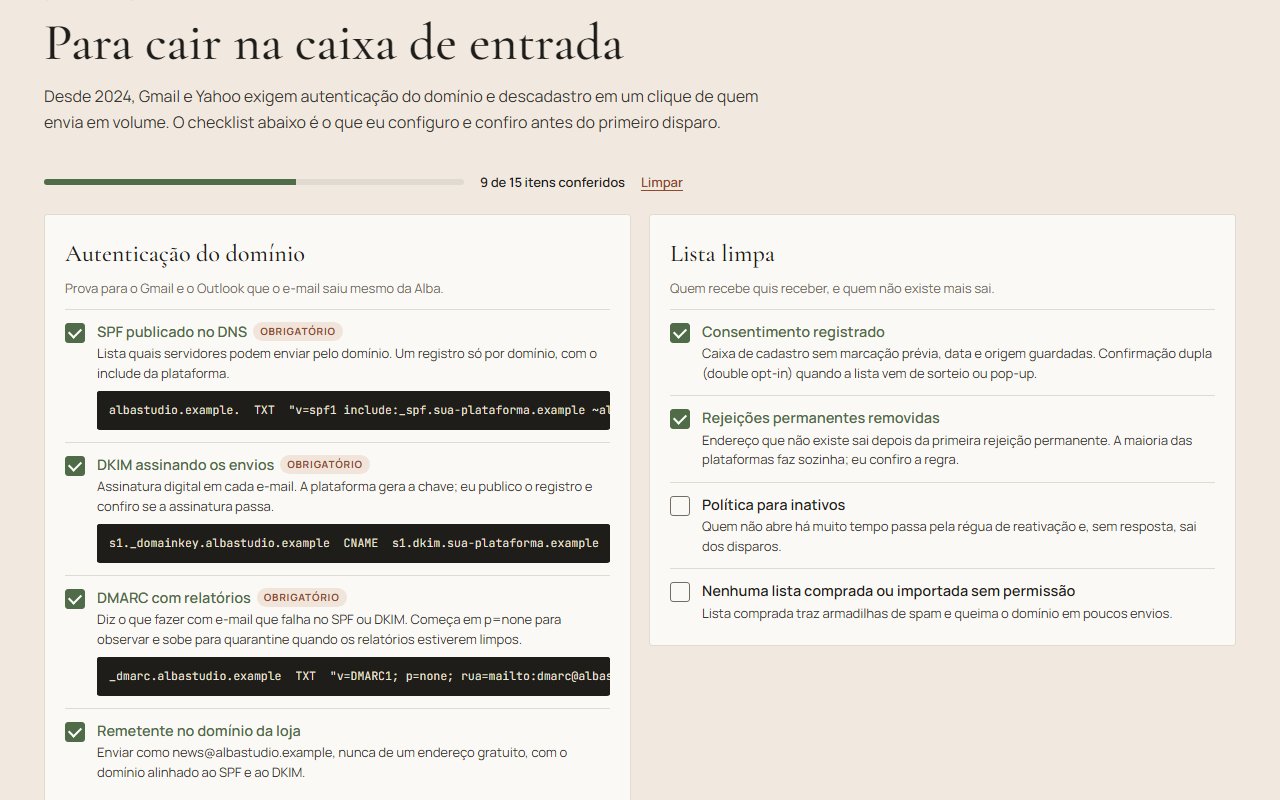 Para cair na caixa de entrada
Desde 2024, Gmail e Yahoo exigem autenticação do domínio e descadastro em um clique de quem
envia em volume. O checklist abaixo é o que eu configuro e confiro antes do primeiro disparo.
9 de 15 itens conferidos Limpar
Autenticação do domínio
Prova para o Gmail e o Outlook que o e-mail saiu mesmo da Alba.
SPF publicado no DNS OBRIGATÓRIO
Lista quais servidores podem enviar pelo domínio. Um registro só por domínio, com o
include da plataforma.
albastudio.example. TXT "v=spf1 include:_spf.sua-plataforma.example ~al
DKIM assinando os envios OBRIGATÓRIO
Assinatura digital em cada e-mail. A plataforma gera a chave; eu publico o registro e
confiro se a assinatura passa.
s1._domainkey.albastudio.example CNAME s1.dkim.sua-plataforma.example
DMARC com relatórios OBRIGATÓRIO
Diz o que fazer com e-mail que falha no SPF ou DKIM. Começa em p=none para
observar e sobe para quarantine quando os relatórios estiverem limpos.
_dmarc.albastudio.example TXT "v=DMARC1; p=none; rua=mailto:dmarc@albas
Remetente no domínio da loja
Enviar como news@albastudio.example, nunca de um endereço gratuito, com o
domínio alinhado ao SPF e ao DKIM.
Lista limpa
Quem recebe quis receber, e quem não existe mais sai.
Consentimento registrado
Caixa de cadastro sem marcação prévia, data e origem guardadas. Confirmação dupla
(double opt-in) quando a lista vem de sorteio ou pop-up.
Rejeições permanentes removidas
Endereço que não existe sai depois da primeira rejeição permanente. A maioria das
plataformas faz sozinha; eu confiro a regra.
Política para inativos
Quem não abre há muito tempo passa pela régua de reativação e, sem resposta, sai
dos disparos.
Nenhuma lista comprada ou importada sem permissão
Lista comprada traz armadilhas de spam e queima o domínio em poucos envios.